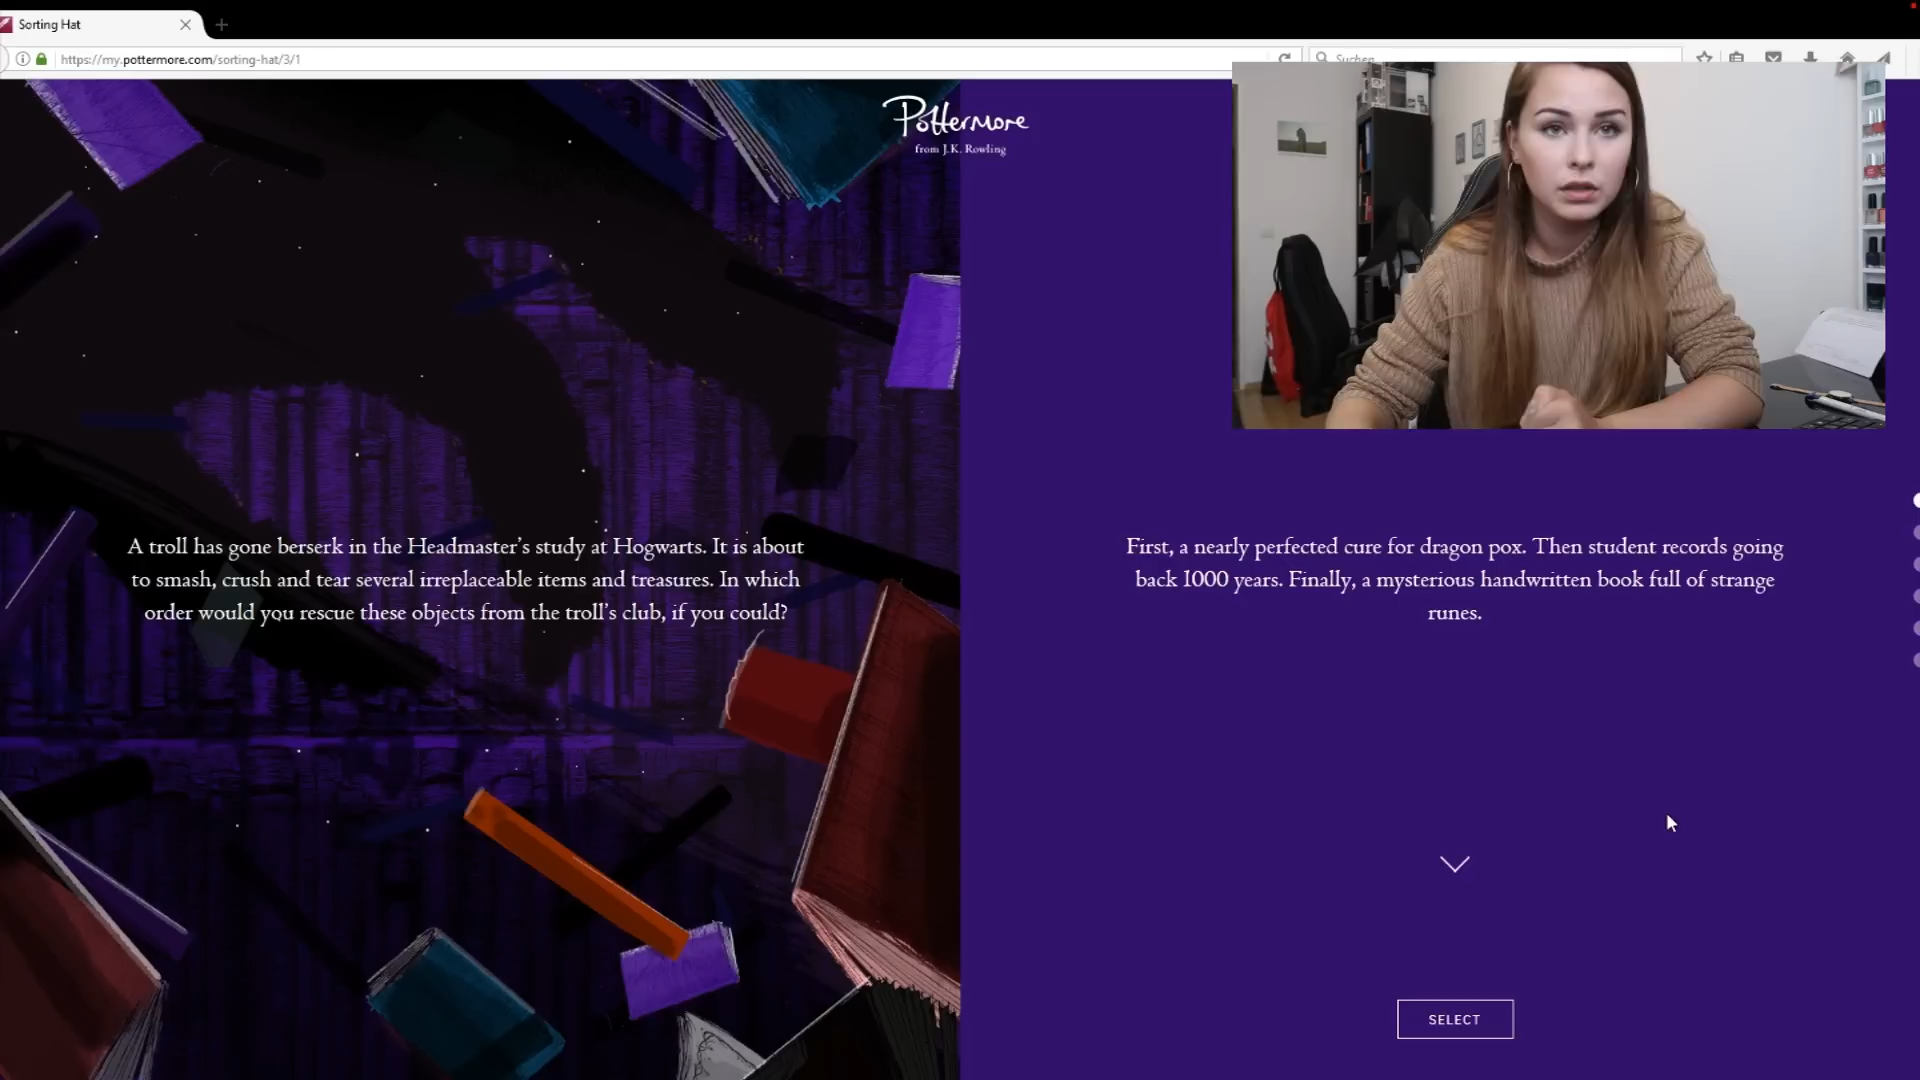 Sorting Hat
https://my.pottermore.com/sorting-hat/3/1
Suchen
Pottermore
from J.K. Rowling
A troll has gone berserk in the Headmaster's study at Hogwarts. It is about
to smash, crush and tear several irreplaceable items and treasures. In which
order would you rescue these objects from the troll's club, if you could?
First, a nearly perfected cure for dragon pox. Then student records going
back 1000 years. Finally, a mysterious handwritten book full of strange
runes.
SELECT